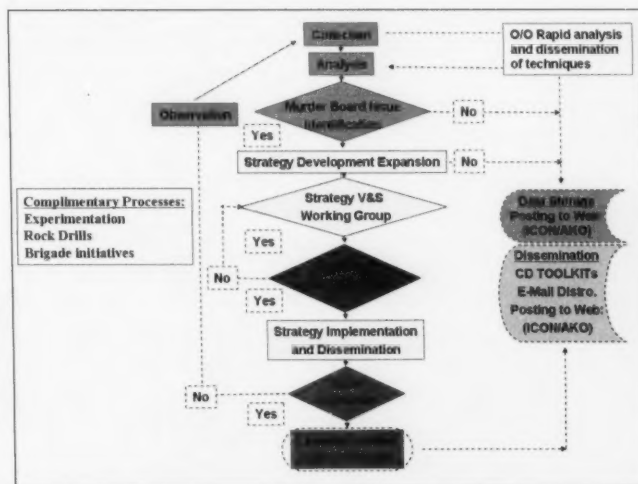 Collection
Analysis
O/O Rapid analysis
and dissemination
of techniques
Observation
Murder Board Issue
Identification
No
Yes
Strategy Development Expansion
No
Complimentary Processes:
Experimentation
Rock Drills
Brigade initiatives
Strategy V&S
Working Group
Data Storage
Posting to Web:
(ICON/AKO)
Yes
No
Dissemination
CD TOOLKITs
E-Mail Distro.
Posting to Web:
(ICON/AKO)
Yes
Strategy Implementation
and Dissemination
No
Yes